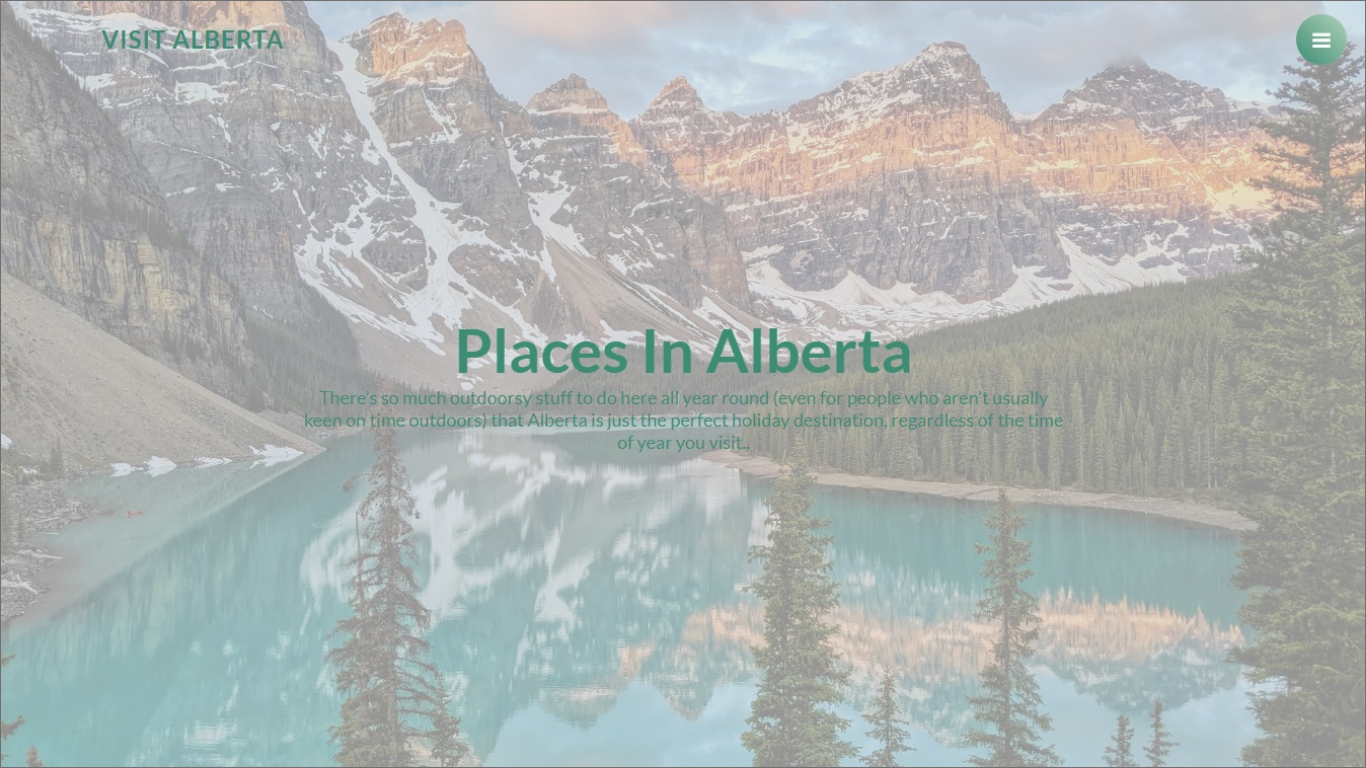 VISIT ALBERTA
Places In Alberta
There's so much outdoorsy stuff to do here all year round (even for people who aren't usually
keen on time outdoors) that Alberta is just the perfect holiday destination, regardless of the time
of year you visit..